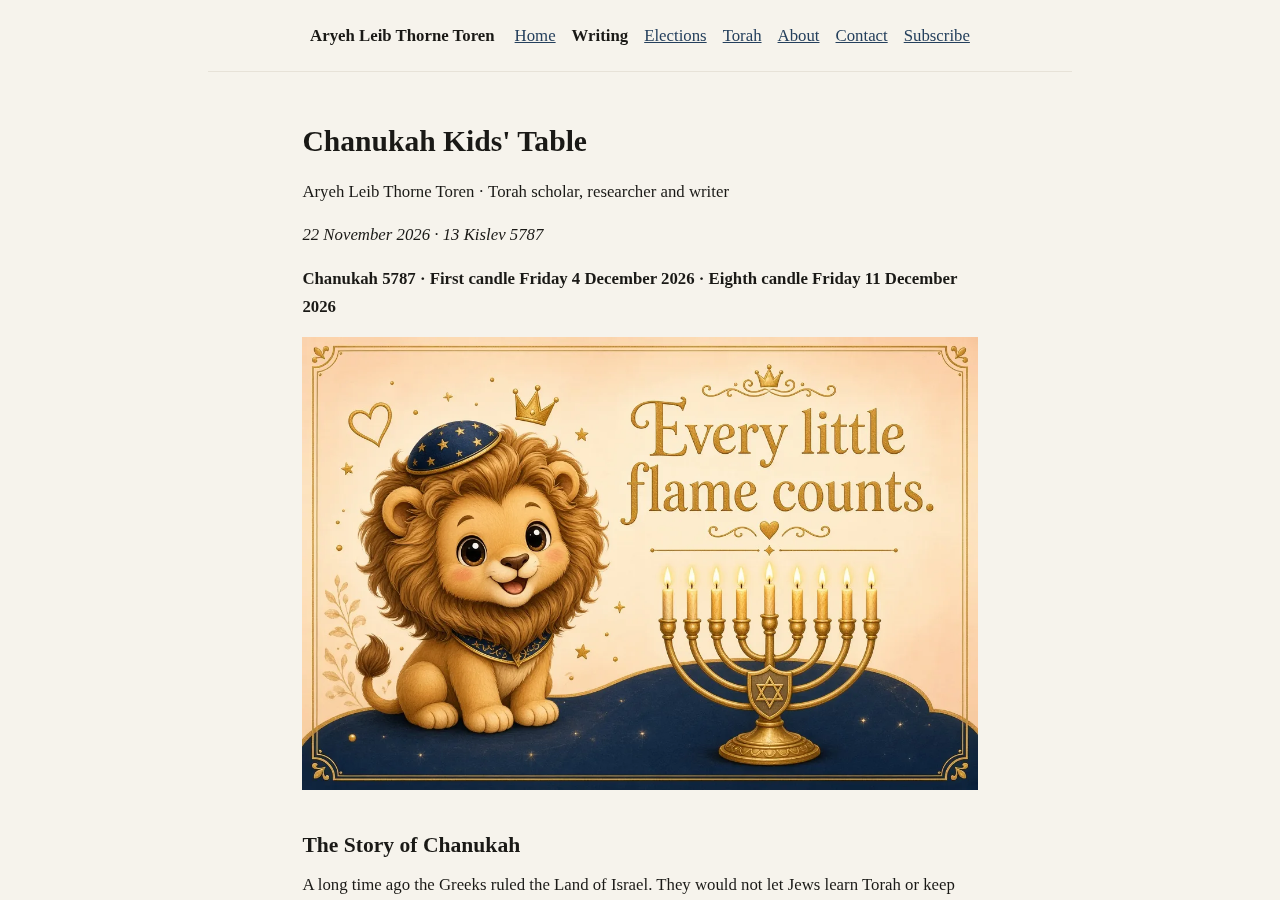 Aryeh Leib Thorne Toren Home Writing Elections Torah About Contact Subscribe
Chanukah Kids' Table
Aryeh Leib Thorne Toren · Torah scholar, researcher and writer
22 November 2026 · 13 Kislev 5787
Chanukah 5787 · First candle Friday 4 December 2026 · Eighth candle Friday 11 December
2026
Every little
flame counts.
The Story of Chanukah
A long time ago the Greeks ruled the Land of Israel. They would not let Jews learn Torah or keep